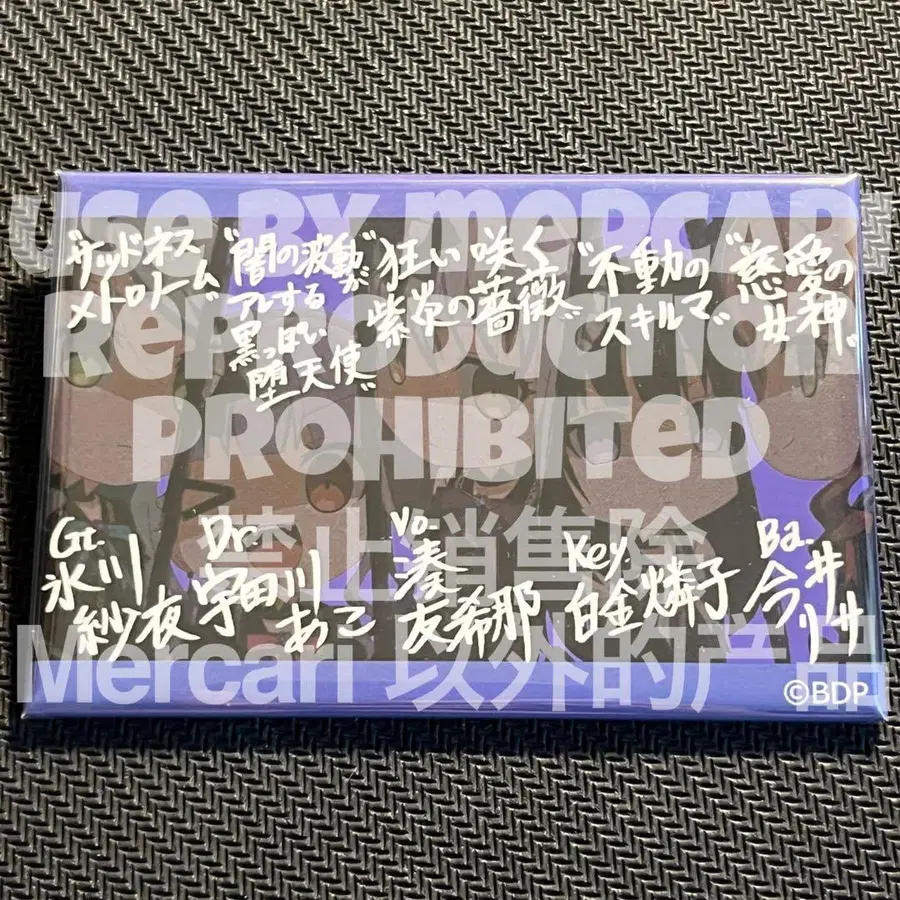 USE BY MERCARI
REPRODUCTION
PROHIBITED
禁止销售除
Mercari 以外的产品
"サッドネス
メトロノーム"
"闇の波動が
アレする
黒っぽい
堕天使"
狂い咲く
紫炎の薔薇"
"不動の
スキルマ"
"慈愛の
女神"
Gt.
氷川
紗夜
Dr.
宇田川
あこ
Vo.
湊
友希那
Key.
白金燐子
Ba.
今井
リサ
©BDP